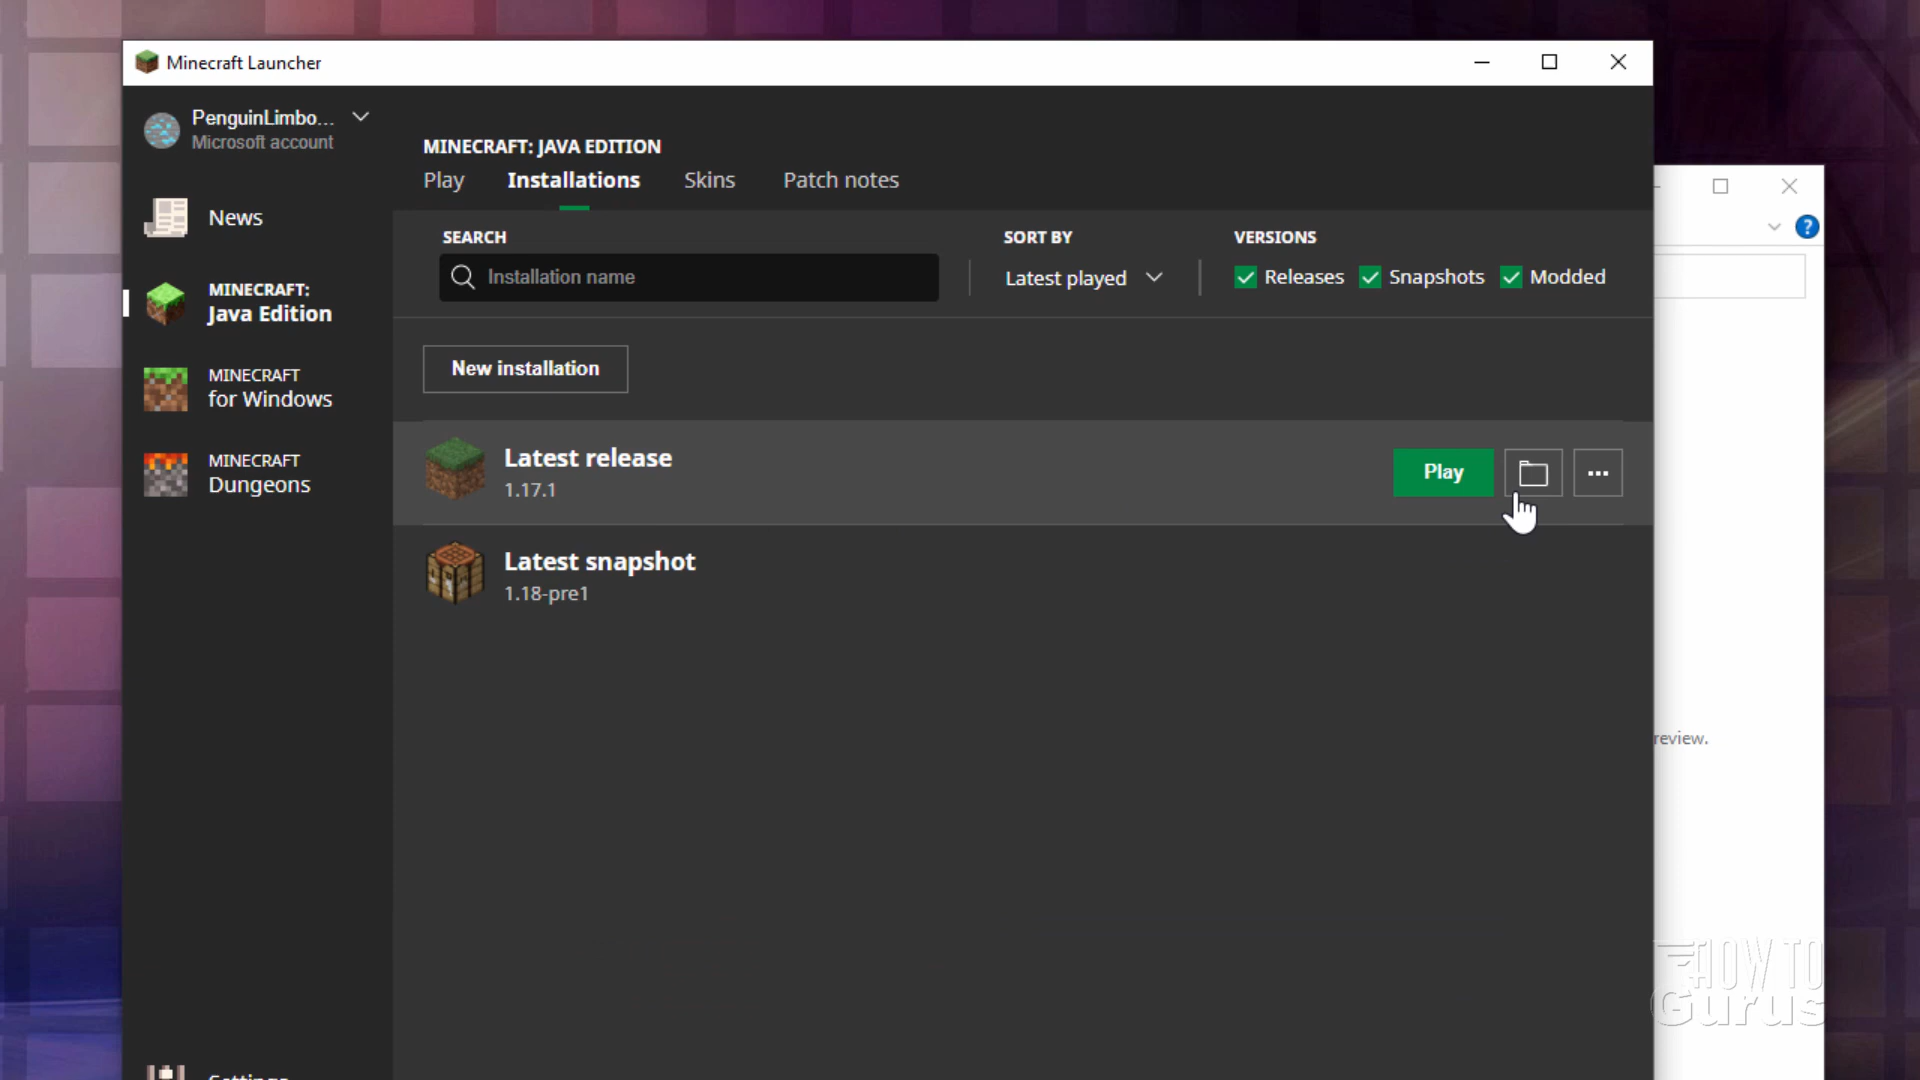 Minecraft Launcher
PenguinLimbo...
Microsoft account
News
MINECRAFT:
Java Edition
MINECRAFT
for Windows
MINECRAFT
Dungeons
Settings
MINECRAFT: JAVA EDITION
Play Installations Skins Patch notes
SEARCH
Installation name
SORT BY
Latest played
VERSIONS
Releases Snapshots Modded
New installation
Latest release
1.17.1
Play
Latest snapshot
1.18-pre1
?
review.
HOW TO
Gurus